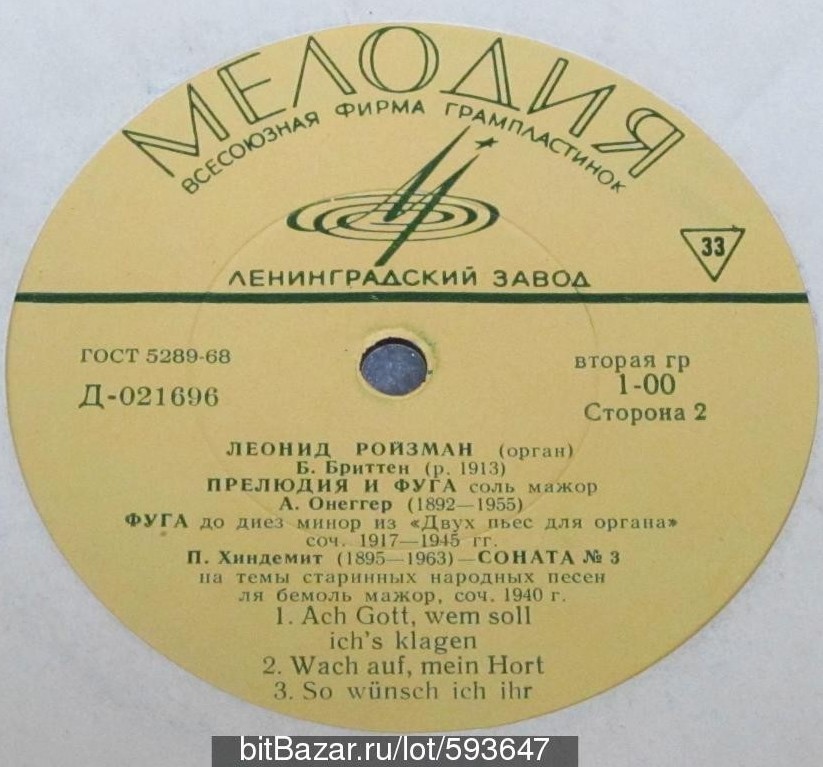 МЕЛОДИЯ
ВСЕСОЮЗНАЯ ФИРМА ГРАМПЛАСТИНОК
33
ЛЕНИНГРАДСКИЙ ЗАВОД
ГОСТ 5289-68
Д-021696
вторая гр
1-00
Сторона 2
ЛЕОНИД РОЙЗМАН (орган)
Б. Бриттен (р. 1913)
ПРЕЛЮДИЯ И ФУГА соль мажор
А. Онеггер (1892—1955)
ФУГА до диез минор из «Двух пьес для органа»
соч. 1917—1945 гг.
П. Хиндемит (1895—1963)—СОНАТА № 3
на темы старинных народных песен
ля бемоль мажор, соч. 1940 г.
1. Ach Gott, wem soll
ich's klagen
2. Wach auf, mein Hort
3. So wünsch ich ihr
bitBazar.ru/lot/593647